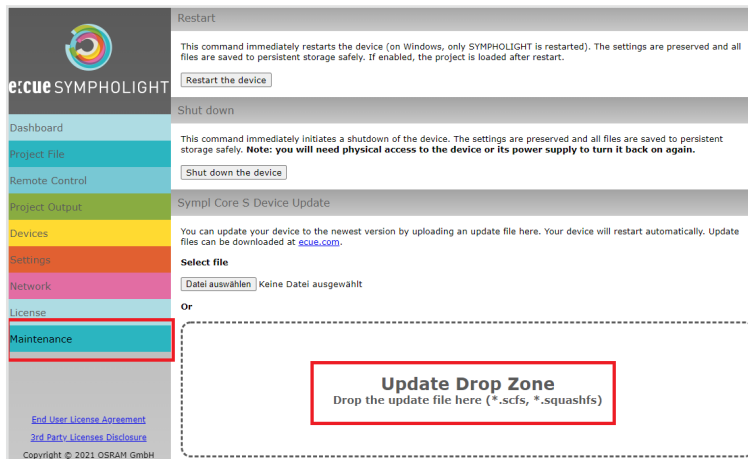 e:cue SYMPHOLIGHT
Dashboard
Project File
Remote Control
Project Output
Devices
Settings
Network
License
Maintenance
End User License Agreement
3rd Party Licenses Disclosure
Copyright © 2021 OSRAM GmbH
Restart
This command immediately restarts the device (on Windows, only SYMPHOLIGHT is restarted). The settings are preserved and all
files are saved to persistent storage safely. If enabled, the project is loaded after restart.
Restart the device
Shut down
This command immediately initiates a shutdown of the device. The settings are preserved and all files are saved to persistent
storage safely. Note: you will need physical access to the device or its power supply to turn it back on again.
Shut down the device
Sympl Core S Device Update
You can update your device to the newest version by uploading an update file here. Your device will restart automatically. Update
files can be downloaded at ecue.com.
Select file
Datei auswählen Keine Datei ausgewählt
Or
Update Drop Zone
Drop the update file here (*.scfs, *.squashfs)